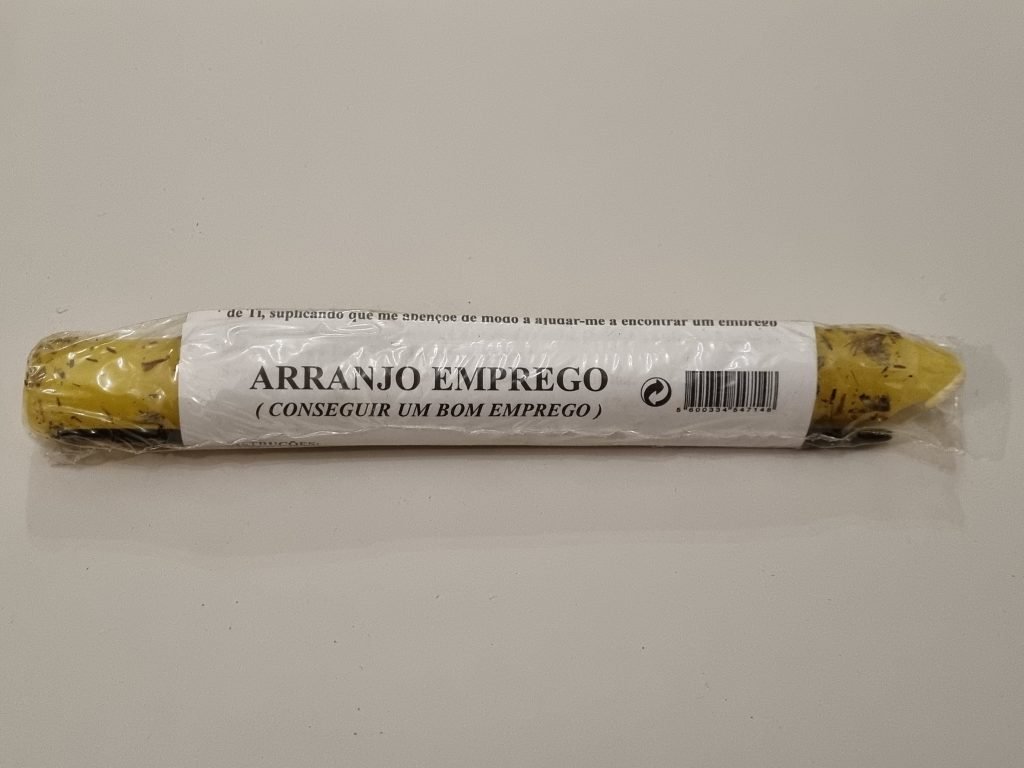 de Ti, suplicando que me abençoe de modo a ajudar-me a encontrar um emprego
ARRANJO EMPREGO
( CONSEGUIR UM BOM EMPREGO )
5 600334 547148